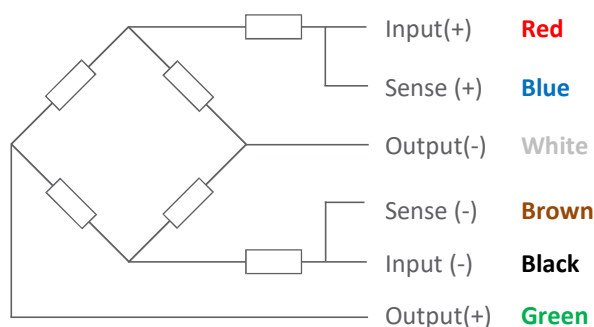 Input(+) Red
Sense (+) Blue
Output(-) White
Sense (-) Brown
Input (-) Black
Output(+) Green